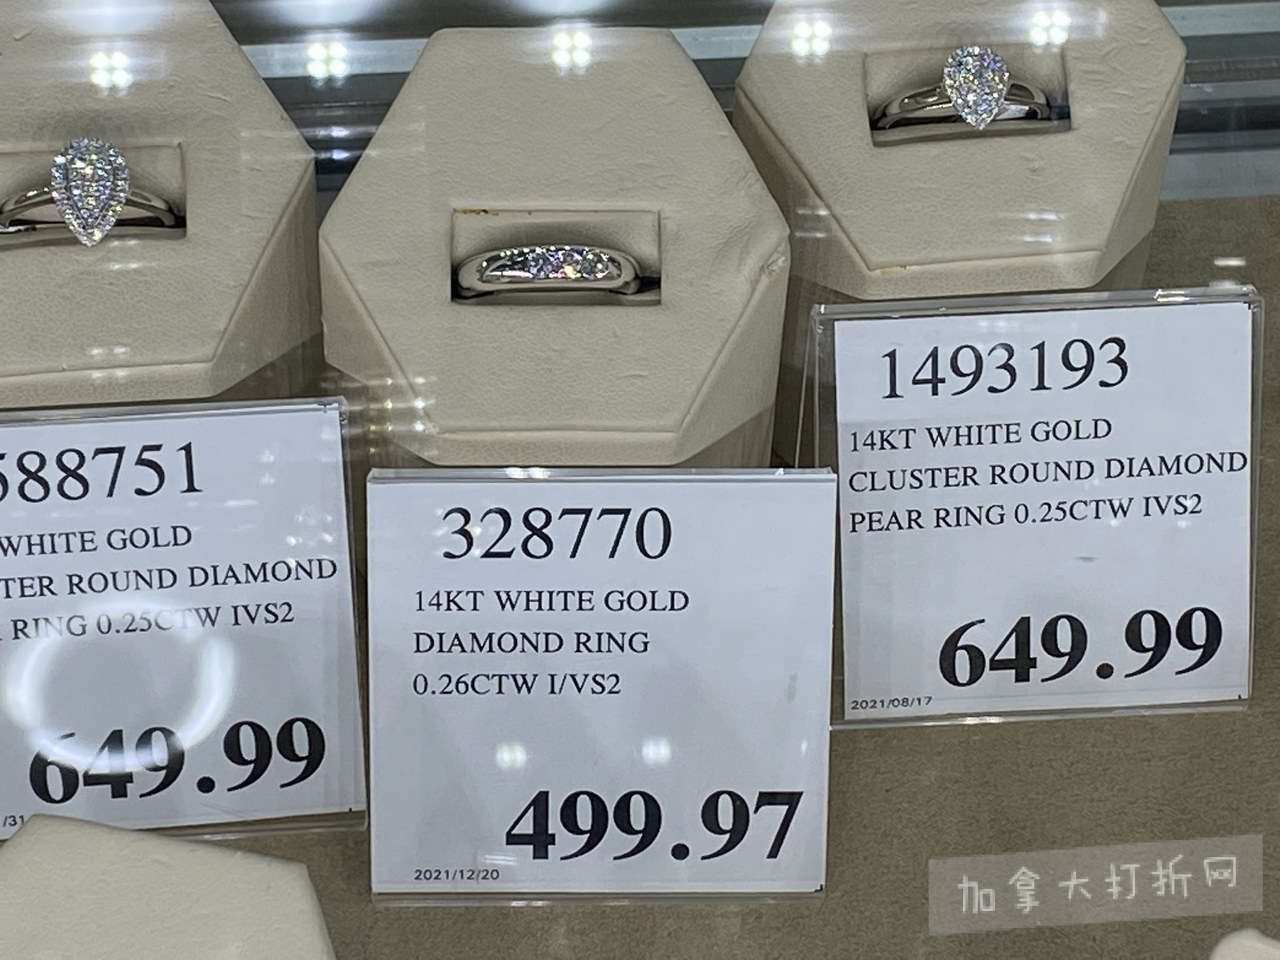 588751
WHITE GOLD
TER ROUND DIAMOND
RING 0.25CTW IVS2
649.99
/31
328770
14KT WHITE GOLD
DIAMOND RING
0.26CTW I/VS2
499.97
2021/12/20
1493193
14KT WHITE GOLD
CLUSTER ROUND DIAMOND
PEAR RING 0.25CTW IVS2
649.99
2021/08/17
加拿大打折网